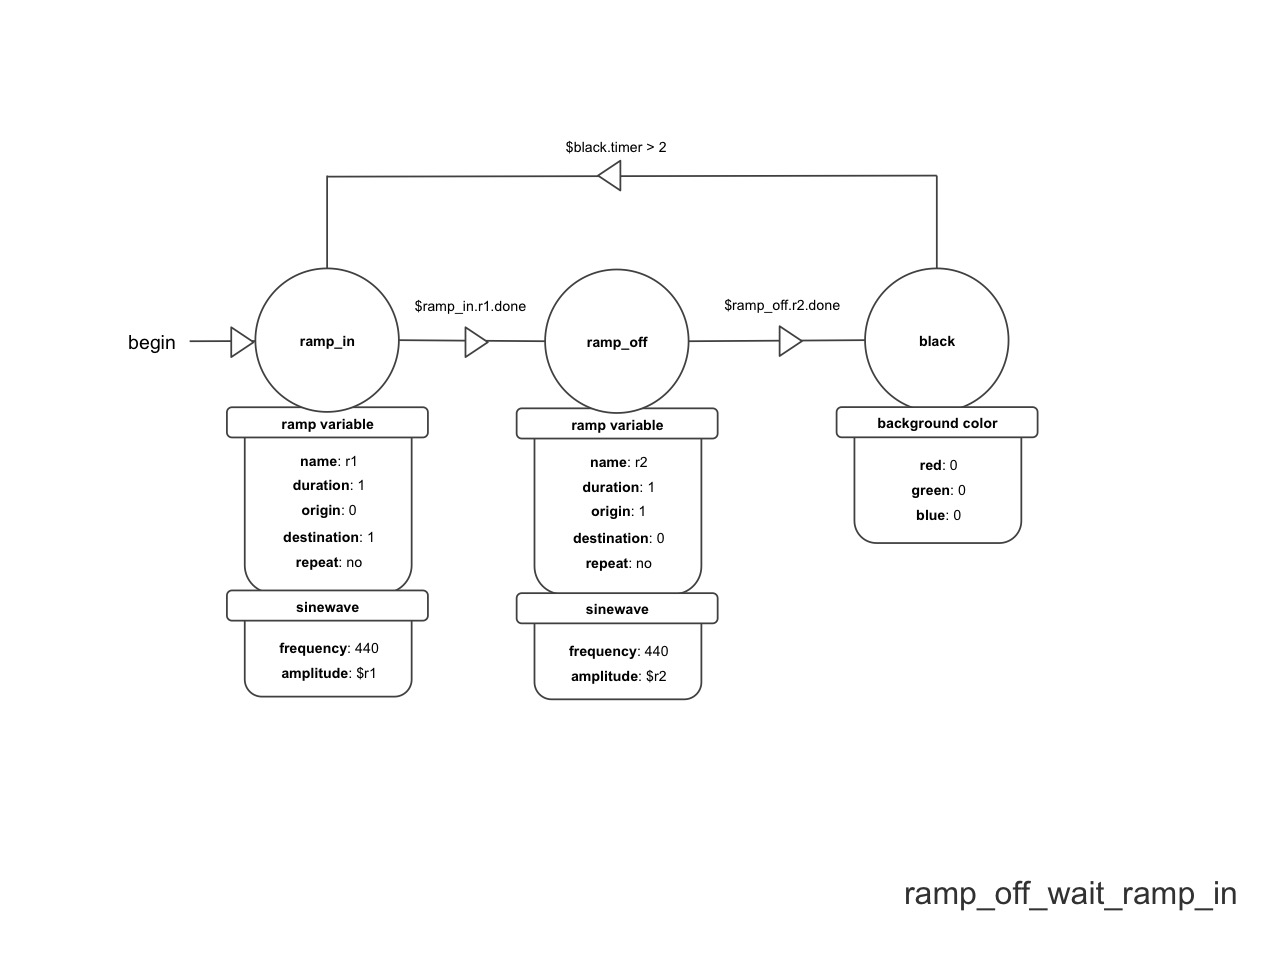 $black.timer > 2
$ramp_in.r1.done
$ramp_off.r2.done
begin
ramp_in
ramp_off
black
ramp variable
name: r1
duration: 1
origin: 0
destination: 1
repeat: no
sinewave
frequency: 440
amplitude: $r1
ramp variable
name: r2
duration: 1
origin: 1
destination: 0
repeat: no
sinewave
frequency: 440
amplitude: $r2
background color
red: 0
green: 0
blue: 0
ramp_off_wait_ramp_in